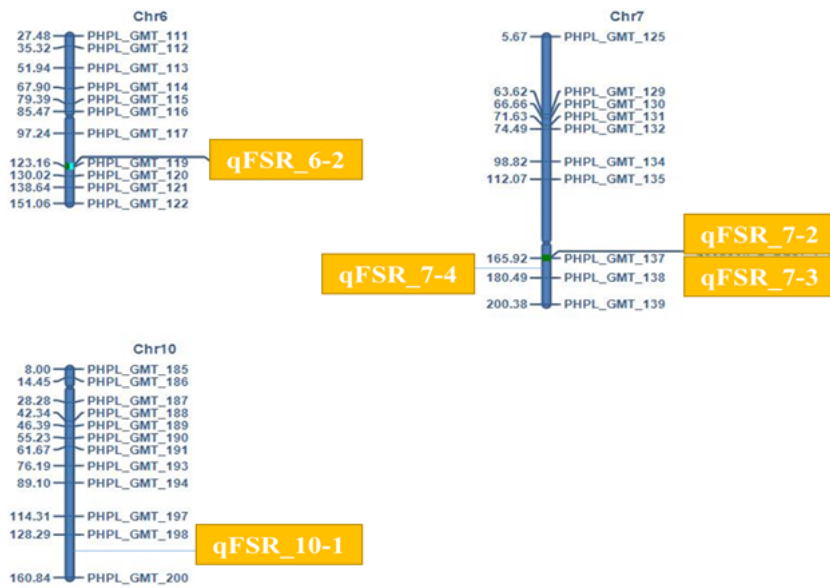 Chr6
27.48 PHPL_GMT_111
35.32 PHPL_GMT_112
51.94 PHPL_GMT_113
67.90 PHPL_GMT_114
79.39 PHPL_GMT_115
85.47 PHPL_GMT_116
97.24 PHPL_GMT_117
123.16 PHPL_GMT_119
130.02 PHPL_GMT_120
138.64 PHPL_GMT_121
151.06 PHPL_GMT_122
qFSR_6-2
Chr7
5.67 PHPL_GMT_125
63.62 PHPL_GMT_129
66.66 PHPL_GMT_130
71.63 PHPL_GMT_131
74.49 PHPL_GMT_132
98.82 PHPL_GMT_134
112.07 PHPL_GMT_135
165.92 PHPL_GMT_137
180.49 PHPL_GMT_138
200.38 PHPL_GMT_139
qFSR_7-2
qFSR_7-4
qFSR_7-3
Chr10
8.00 PHPL_GMT_185
14.45 PHPL_GMT_186
28.28 PHPL_GMT_187
42.34 PHPL_GMT_188
46.39 PHPL_GMT_189
55.23 PHPL_GMT_190
61.67 PHPL_GMT_191
76.19 PHPL_GMT_193
89.10 PHPL_GMT_194
114.31 PHPL_GMT_197
128.29 PHPL_GMT_198
160.84 PHPL_GMT_200
qFSR_10-1